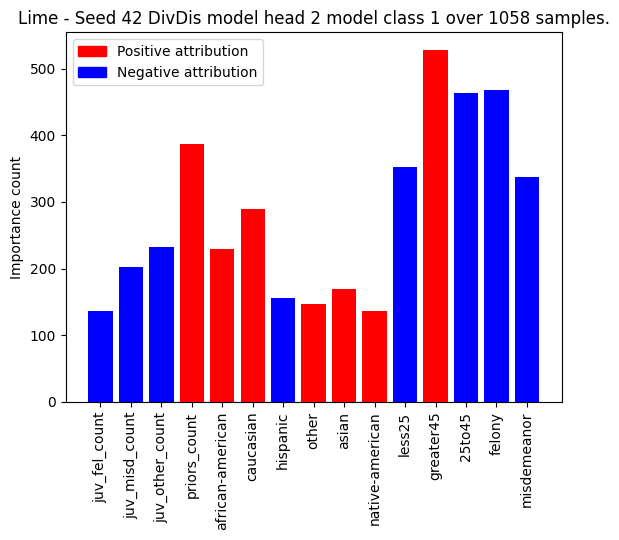 Lime - Seed 42 DivDis model head 2 model class 1 over 1058 samples.
Positive attribution
Negative attribution
Importance count
500
400
300
200
100
0
juv_fel_count
juv_misd_count
juv_other_count
priors_count
african-american
caucasian
hispanic
other
asian
native-american
less25
greater45
25to45
felony
misdemeanor